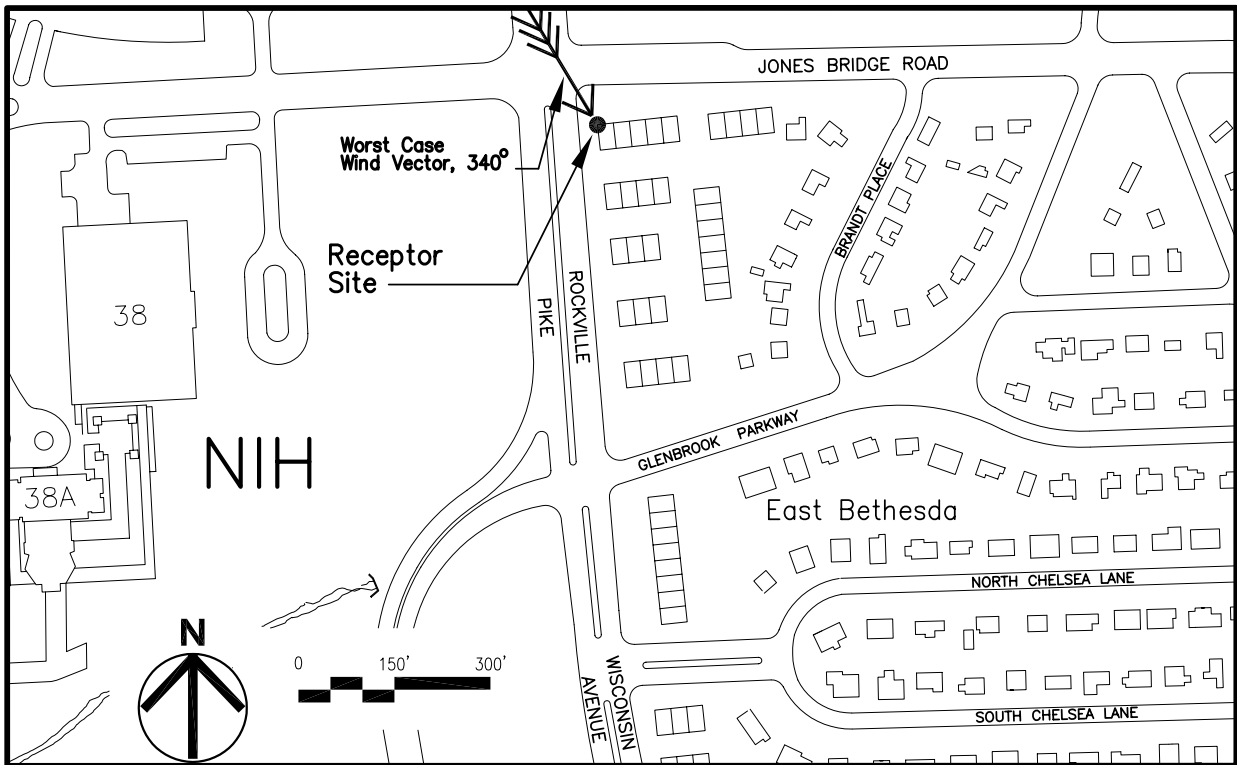 JONES BRIDGE ROAD
Worst Case
Wind Vector, 340°
Receptor
Site
BRANDT PLACE
ROCKVILLE
PIKE
38
NIH
GLENBROOK PARKWAY
38A
East Bethesda
NORTH CHELSEA LANE
N
0 150' 300'
WISCONSIN
AVENUE
SOUTH CHELSEA LANE